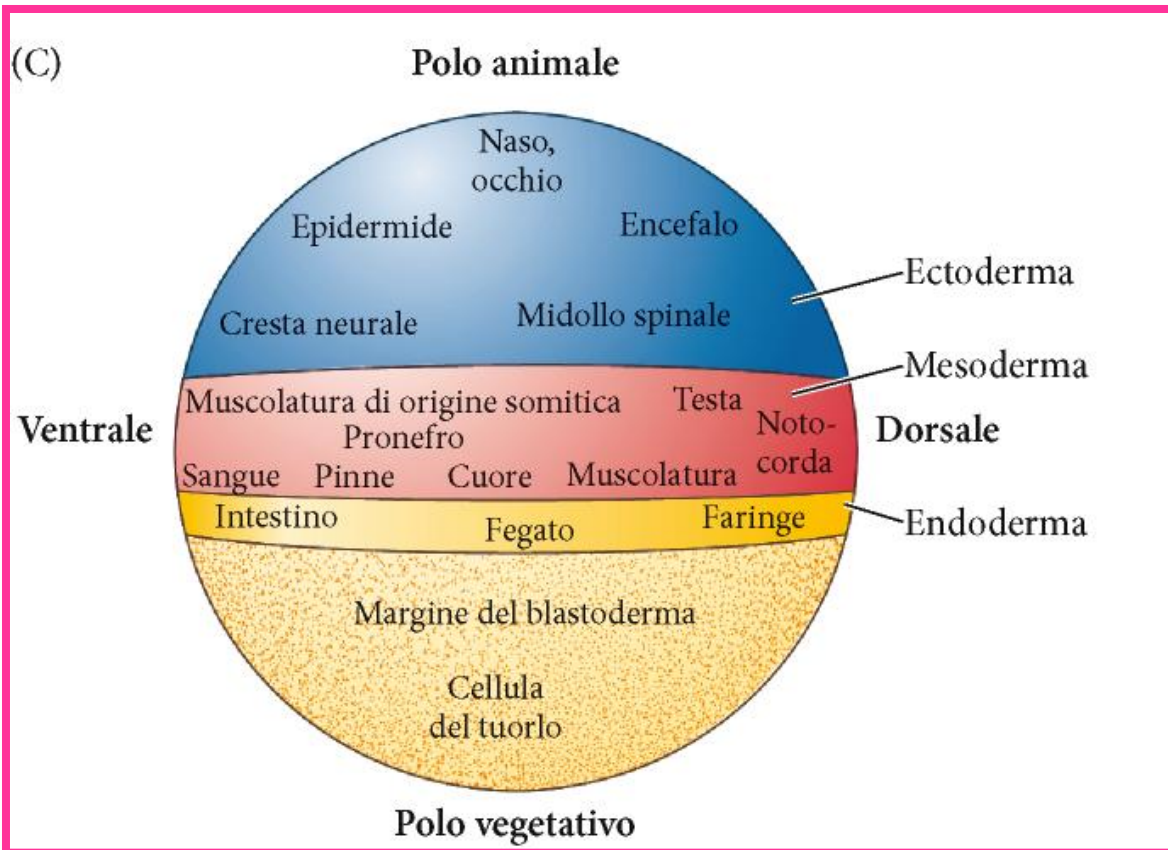 (C)
Polo animale
Naso,
occhio
Epidermide
Encefalo
Ectoderma
Cresta neurale
Midollo spinale
Mesoderma
Muscolatura di origine somitica
Testa
Ventrale
Pronefro
Noto-
corda
Dorsale
Sangue
Pinne
Cuore
Muscolatura
Intestino
Fegato
Faringe
Endoderma
Margine del blastoderma
Cellula
del tuorlo
Polo vegetativo